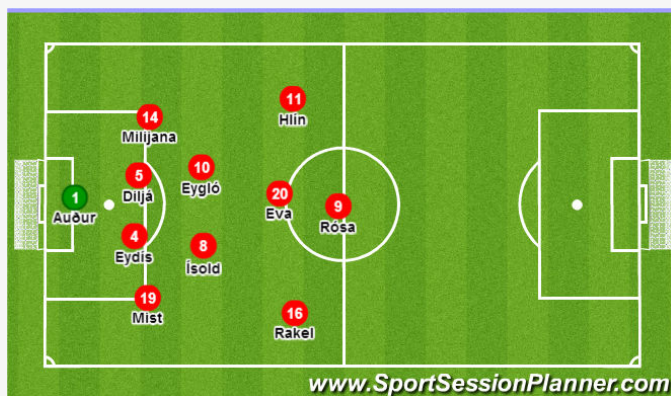 11
Hlín
14
Milijana
10
Eygló
5
Diljá
1
Auður
20
Eva
9
Rósa
4
Eydís
8
Ísold
19
Mist
16
Rakel
www.SportSessionPlanner.com